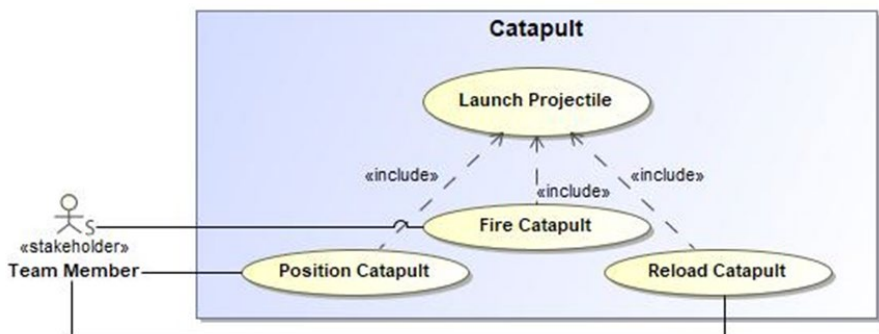 Catapult
Launch Projectile
«include»
«include»
«include»
Fire Catapult
S
«stakeholder»
Team Member
Position Catapult
Reload Catapult